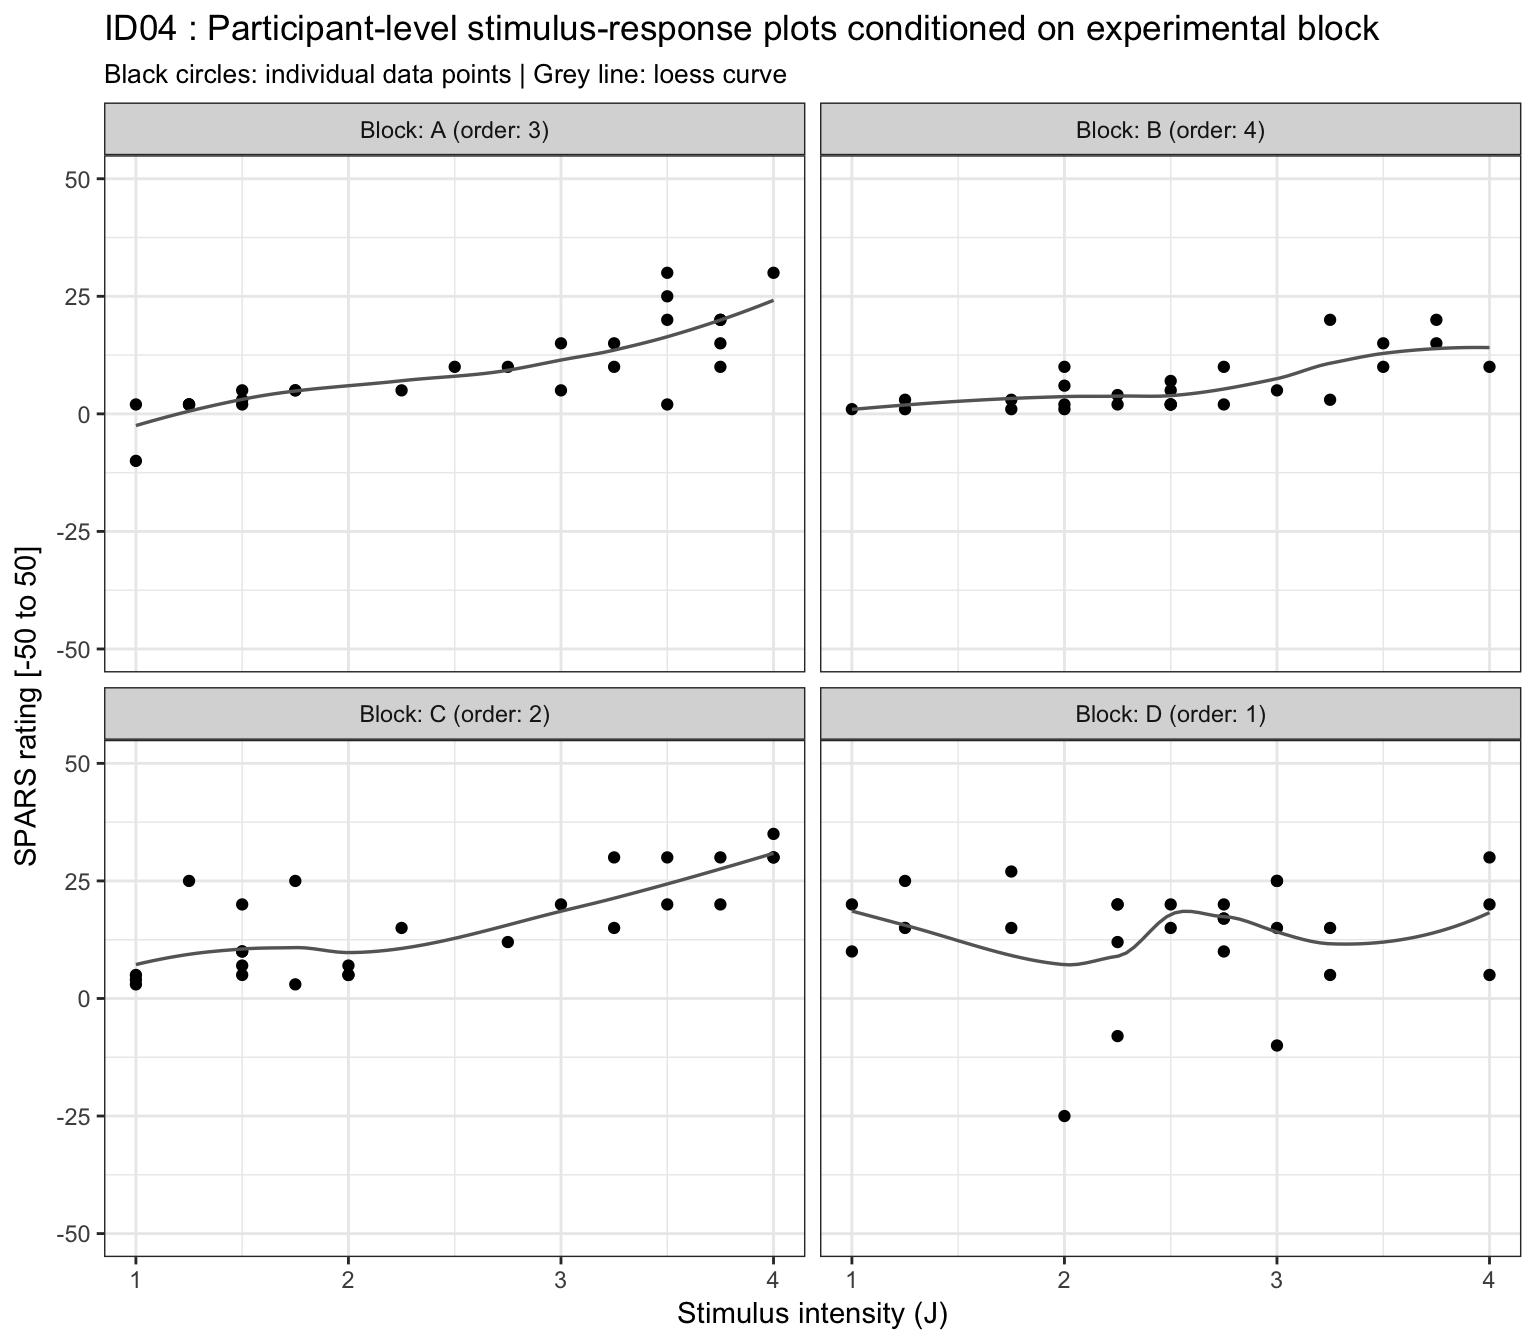 ID04 : Participant-level stimulus-response plots conditioned on experimental block
Black circles: individual data points | Grey line: loess curve
Block: A (order: 3)
Block: B (order: 4)
50
25
0
-25
-50
Block: C (order: 2)
Block: D (order: 1)
50
25
0
-25
-50
SPARS rating [-50 to 50]
1 2 3 4 1 2 3 4
Stimulus intensity (J)